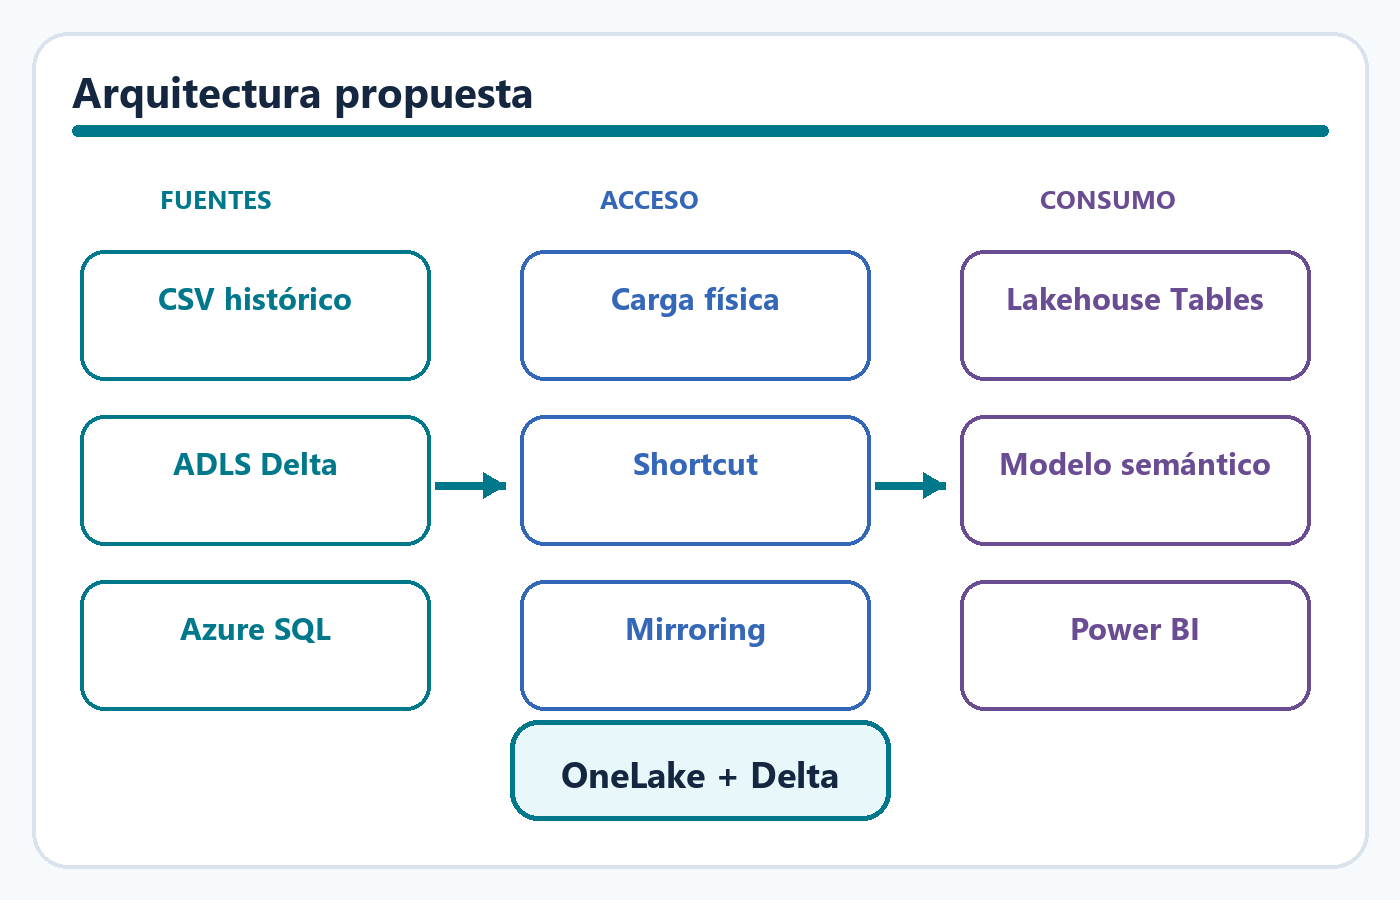 Arquitectura propuesta
FUENTES
ACCESO
CONSUMO
CSV histórico
Carga física
Lakehouse Tables
ADLS Delta
Shortcut
Modelo semántico
Azure SQL
Mirroring
Power BI
OneLake + Delta